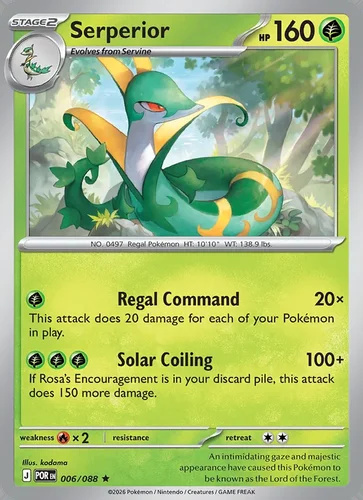 STAGE2 Serperior HP 160
Evolves from Servine
NO. 0497 Regal Pokémon HT: 10'10" WT: 138.9 lbs.
Regal Command 20×
This attack does 20 damage for each of your Pokémon
in play.
Solar Coiling 100+
If Rosa's Encouragement is in your discard pile, this attack
does 150 more damage.
weakness ×2 resistance retreat
Illus. kodama
J POR EN 006/088 ★
An intimidating gaze and majestic
appearance have caused this Pokémon to
be known as the Lord of the Forest.
©2026 Pokémon / Nintendo / Creatures / GAME FREAK